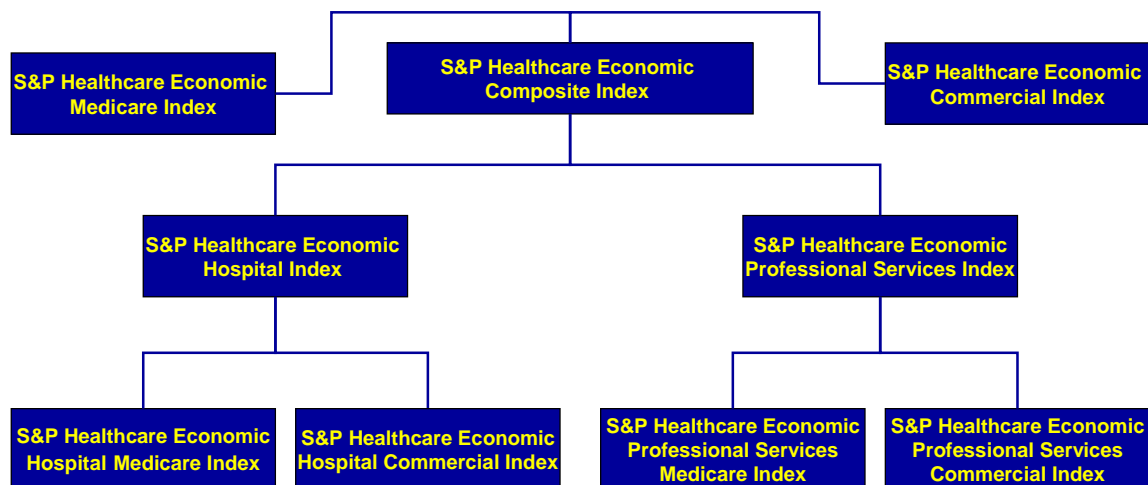 S&P Healthcare Economic
Medicare Index
S&P Healthcare Economic
Composite Index
S&P Healthcare Economic
Commercial Index
S&P Healthcare Economic
Hospital Index
S&P Healthcare Economic
Professional Services Index
S&P Healthcare Economic
Hospital Medicare Index
S&P Healthcare Economic
Hospital Commercial Index
S&P Healthcare Economic
Professional Services
Medicare Index
S&P Healthcare Economic
Professional Services
Commercial Index